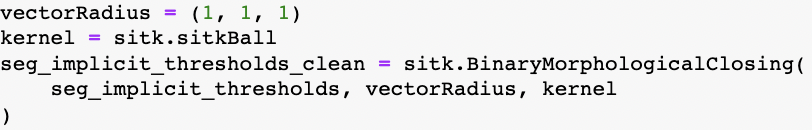 vectorRadius = (1, 1, 1)
kernel = sitk.sitkBall
seg_implicit_thresholds_clean = sitk.BinaryMorphologicalClosing(
    seg_implicit_thresholds, vectorRadius, kernel
)